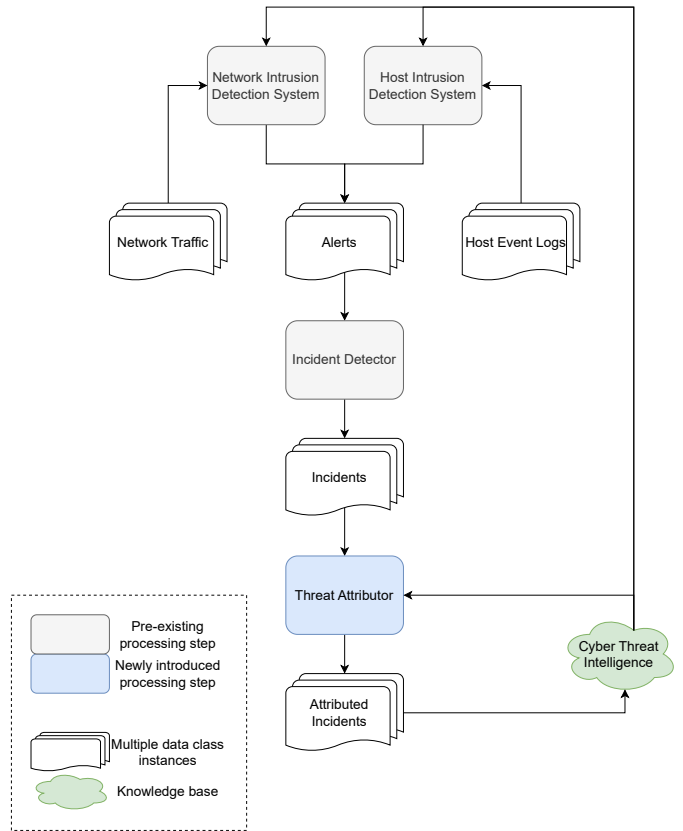 Network Intrusion
Detection System
Host Intrusion
Detection System
Network Traffic
Alerts
Host Event Logs
Incident Detector
Incidents
Threat Attributor
Cyber Threat
Intelligence
Attributed
Incidents
Pre-existing
processing step
Newly introduced
processing step
Multiple data class
instances
Knowledge base